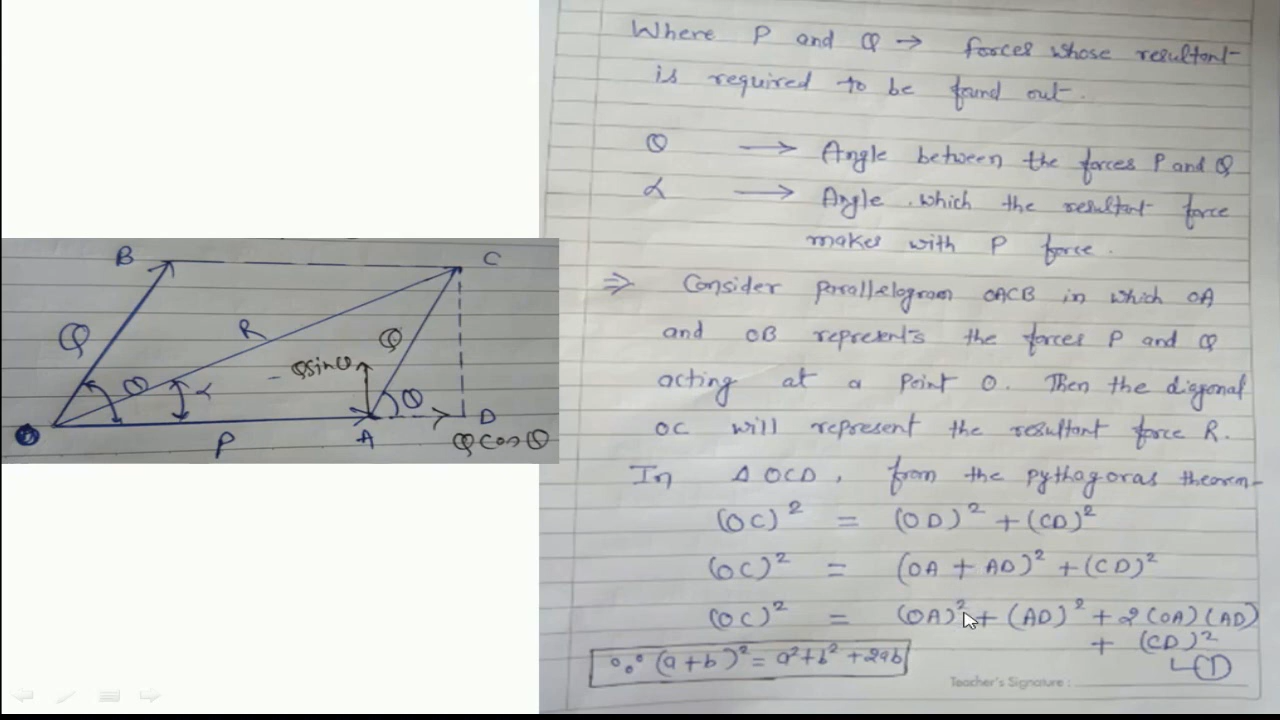 Where P and Q → forces whose resultant
is required to be found out.
θ → Angle between the forces P and Q
α → Angle which the resultant force
makes with P force.
⇒ Consider parallelogram OACB in which OA
and OB represents the forces P and Q
acting at a point O. Then the diagonal
OC will represent the resultant force R.
In Δ OCD, from the pythagoras theorm
(OC)² = (OD)² + (CD)²
(OC)² = (OA + AD)² + (CD)²
(OC)² = (OA)² + (AD)² + 2(OA)(AD)
+ (CD)²
∵ (a+b)² = a²+b²+2ab
①
Teacher's Signature :
B C
Q R Q
Q sinθ
θ α θ
O P A D
Q cosθ